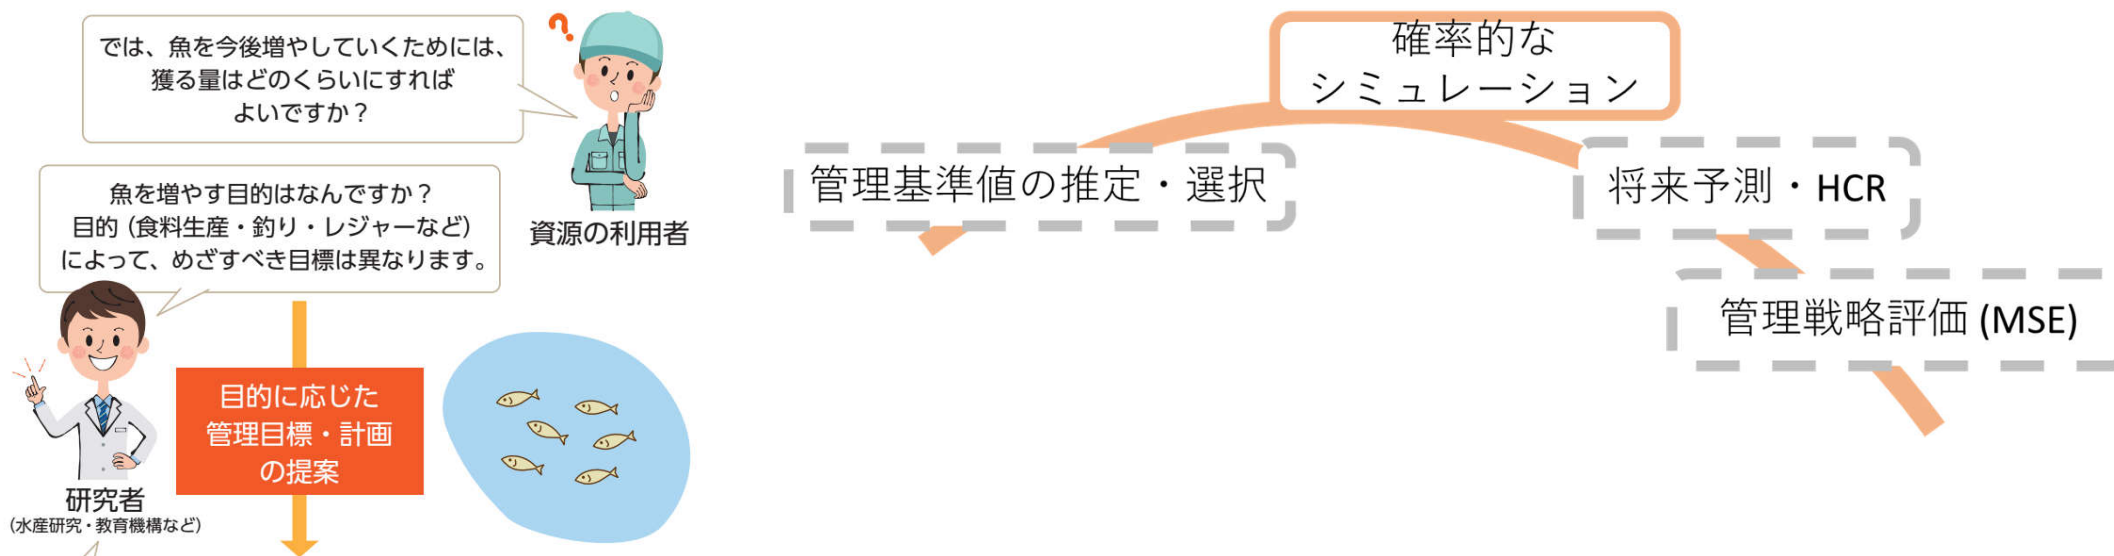 では、魚を今後増やしていくためには、
獲る量はどのくらいにすれば
よいですか？
資源の利用者
魚を増やす目的はなんですか？
目的（食料生産・釣り・レジャーなど）
によって、めざすべき目標は異なります。
目的に応じた
管理目標・計画
の提案
研究者
（水産研究・教育機構など）
確率的な
シミュレーション
管理基準値の推定・選択
将来予測・HCR
管理戦略評価 (MSE)